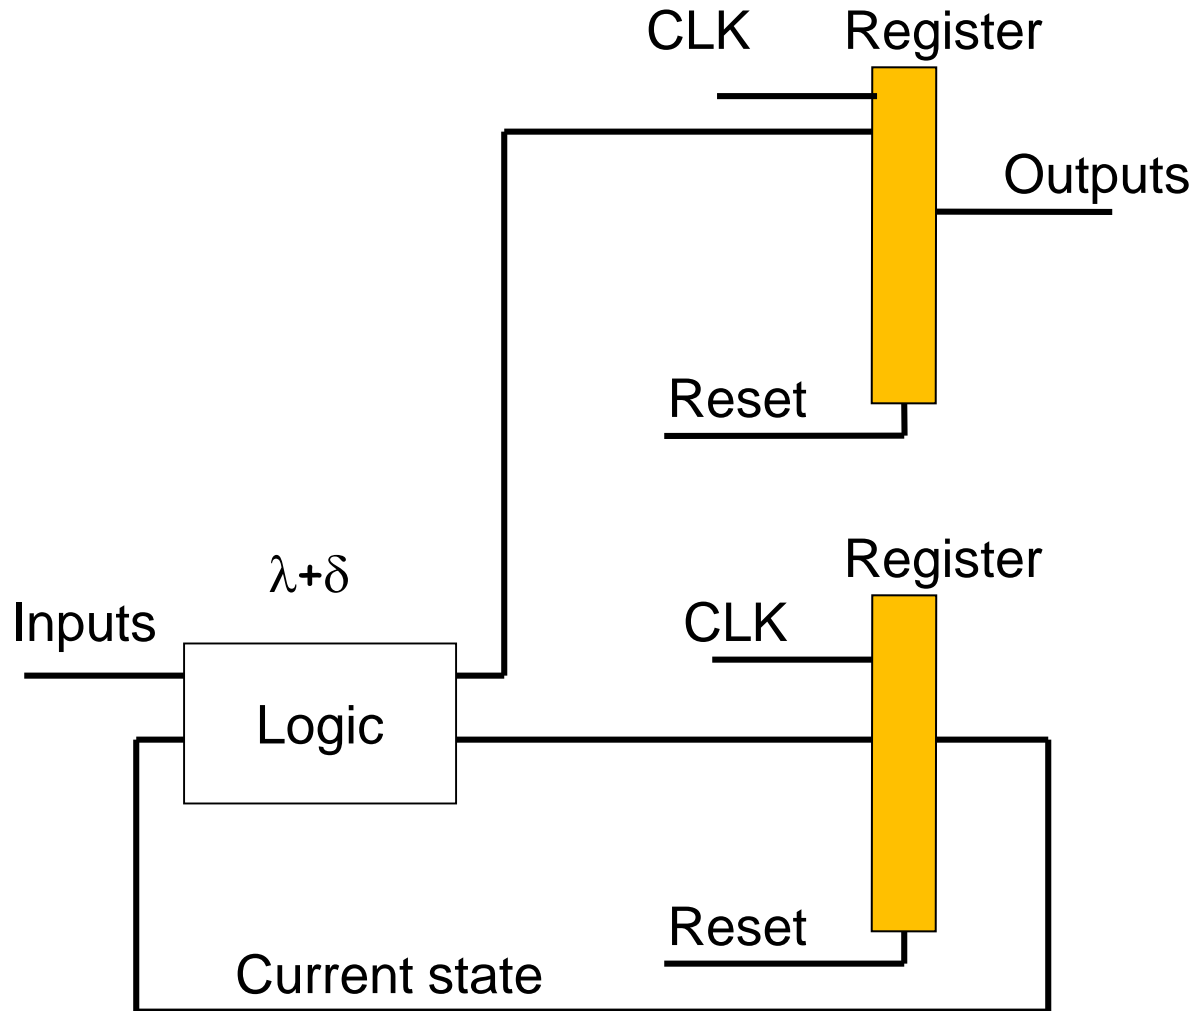 CLK
Register
Outputs
Reset
λ+δ
Register
Inputs
CLK
Logic
Reset
Current state